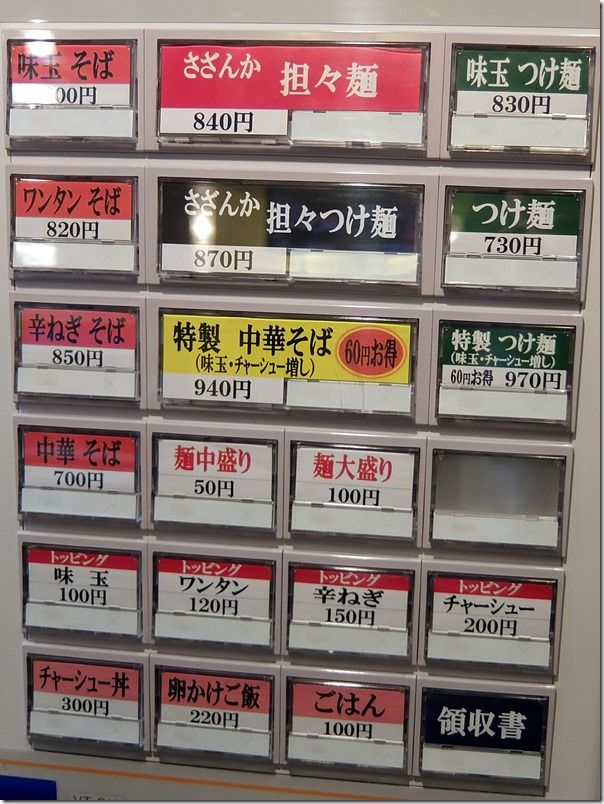 味玉 そば
00円
さざんか 担々麺
840円
味玉 つけ麺
830円
ワンタン そば
820円
さざんか 担々つけ麺
870円
つけ麺
730円
辛ねぎ そば
850円
特製 中華そば
(味玉・チャーシュー増し)
60円お得
940円
特製 つけ麺
(味玉・チャーシュー増し)
60円お得 970円
中華 そば
700円
麺中盛り
50円
麺大盛り
100円
トッピング
味 玉
100円
トッピング
ワンタン
120円
トッピング
辛ねぎ
150円
トッピング
チャーシュー
200円
チャーシュー丼
300円
卵かけご飯
220円
ごはん
100円
領収書